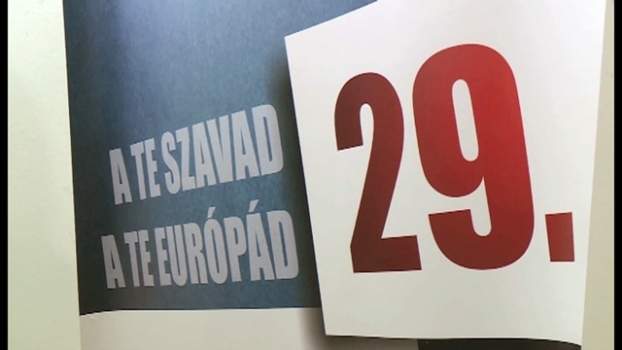 A TE SZAVAD
A TE EURÓPÁD
29.